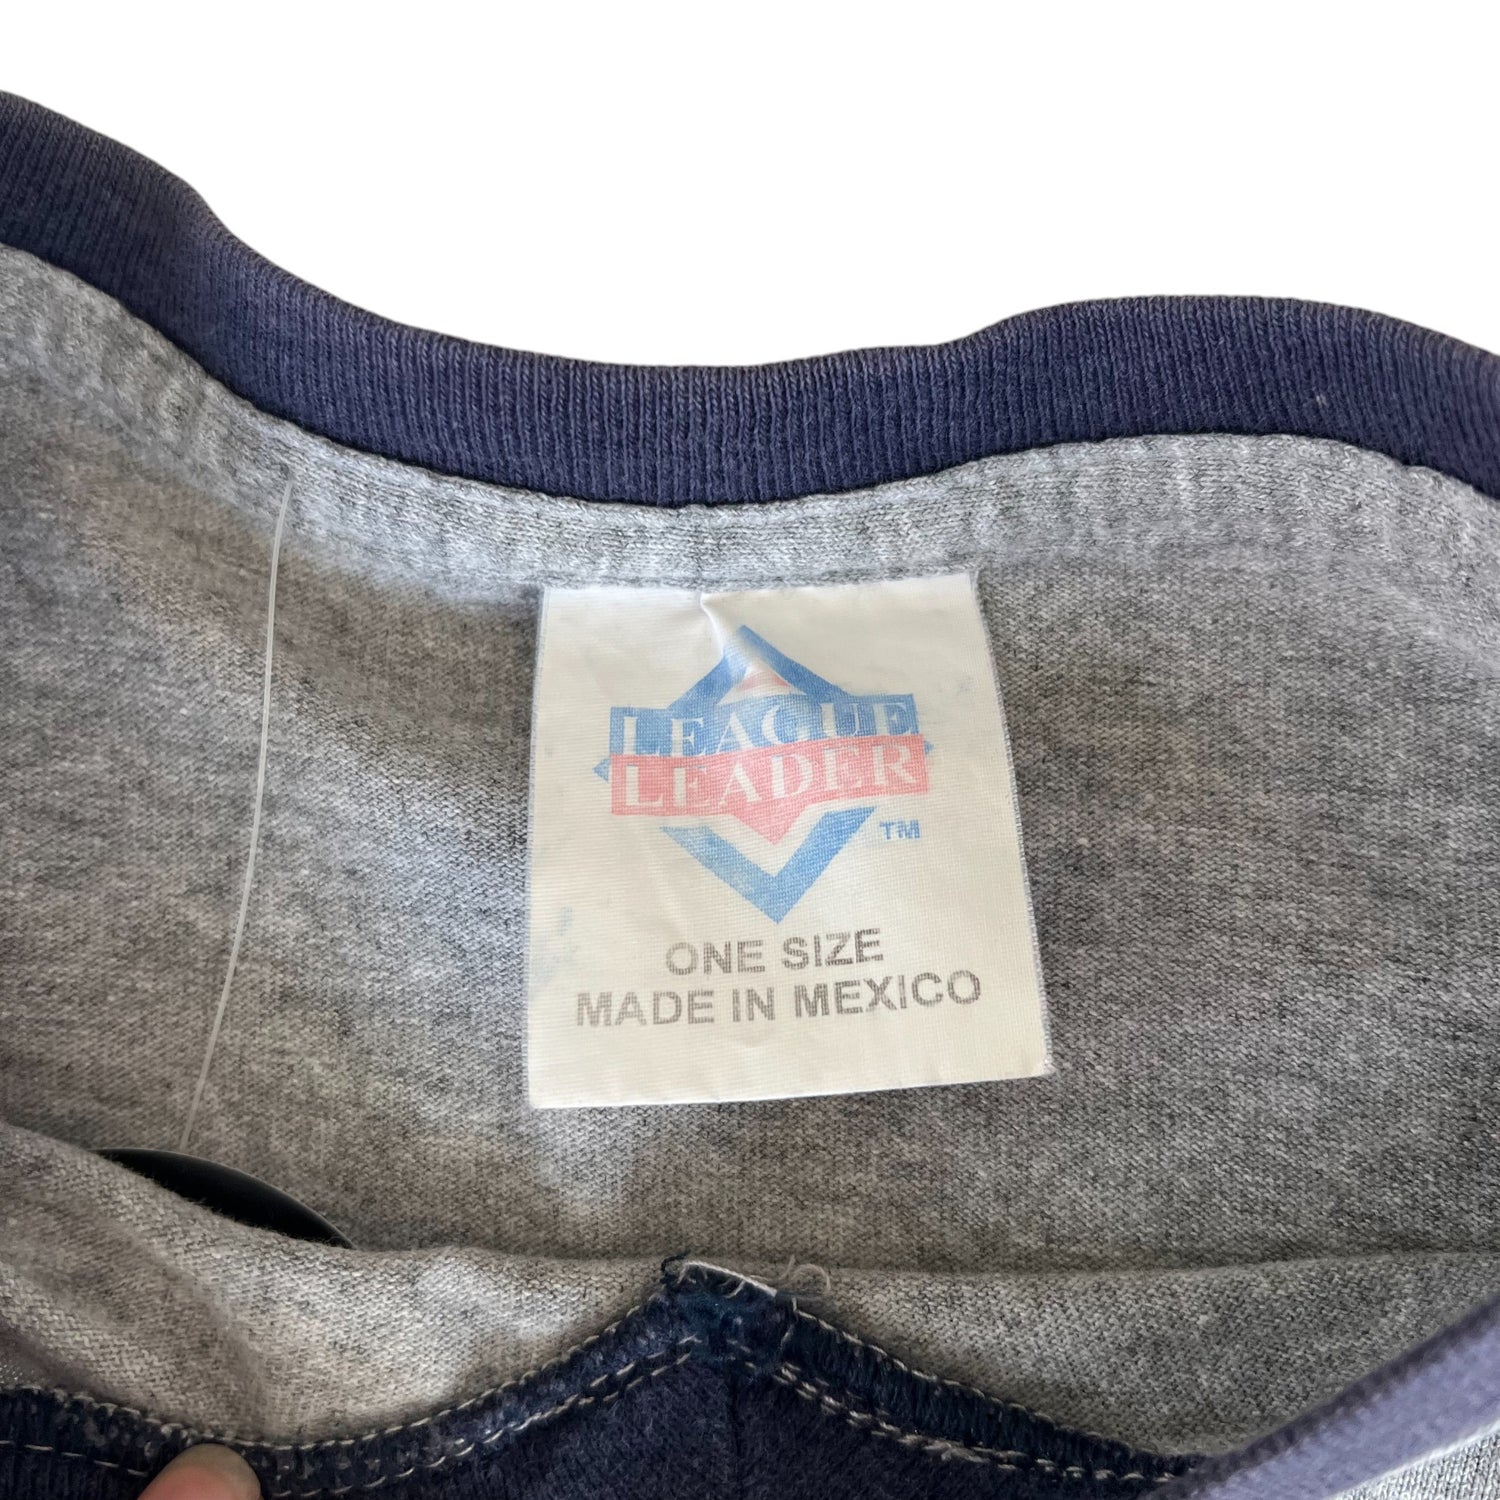 LEAGUE
LEADER
TM
ONE SIZE
MADE IN MEXICO